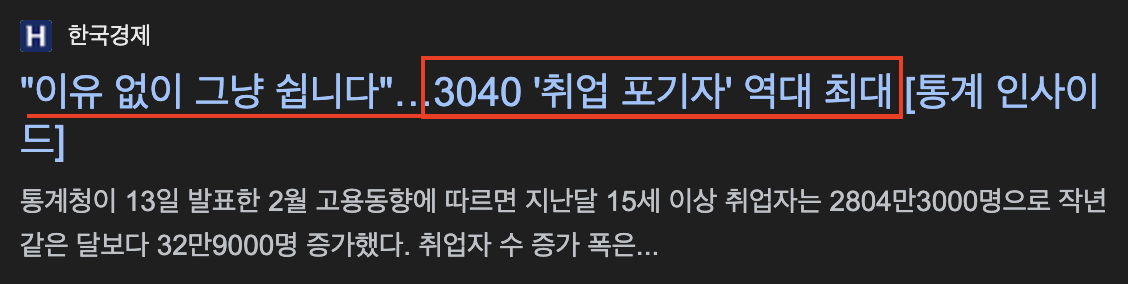 H 한국경제
"이유 없이 그냥 쉽니다"…3040 '취업 포기자' 역대 최대 [통계 인사이
드]
통계청이 13일 발표한 2월 고용동향에 따르면 지난달 15세 이상 취업자는 2804만3000명으로 작년
같은 달보다 32만9000명 증가했다. 취업자 수 증가 폭은...